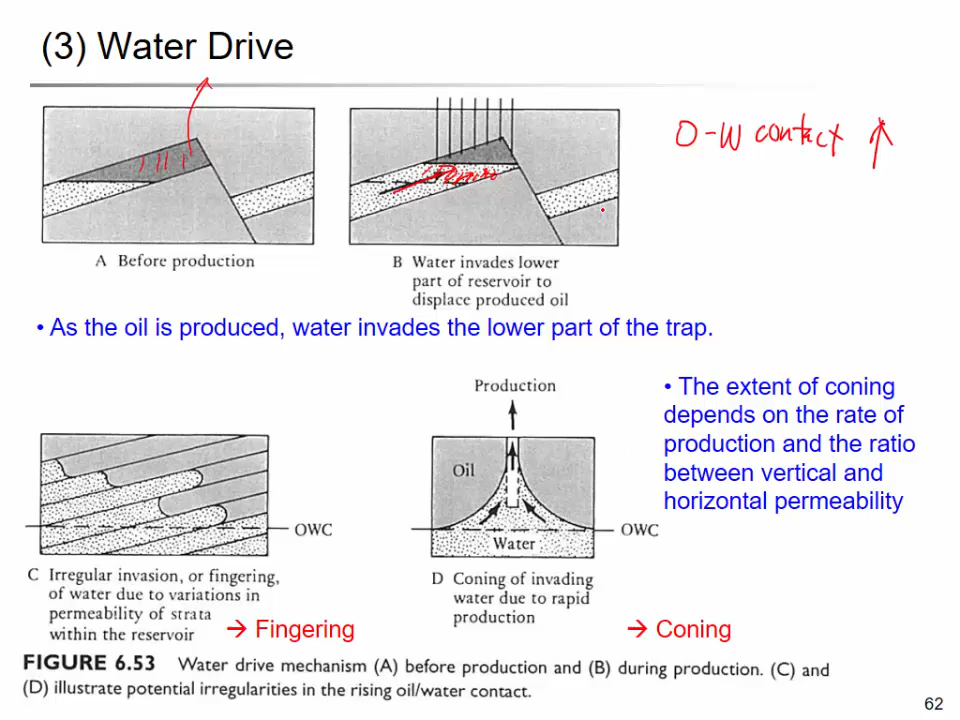 (3) Water Drive
O-W contact ↑
A Before production
B Water invades lower
part of reservoir to
displace produced oil
• As the oil is produced, water invades the lower part of the trap.
Production
• The extent of coning
depends on the rate of
production and the ratio
between vertical and
horizontal permeability
Oil
OWC
OWC
Water
C Irregular invasion, or fingering,
of water due to variations in
permeability of strata
within the reservoir
→ Fingering
D Coning of invading
water due to rapid
production
→ Coning
FIGURE 6.53 Water drive mechanism (A) before production and (B) during production. (C) and
(D) illustrate potential irregularities in the rising oil/water contact.
62